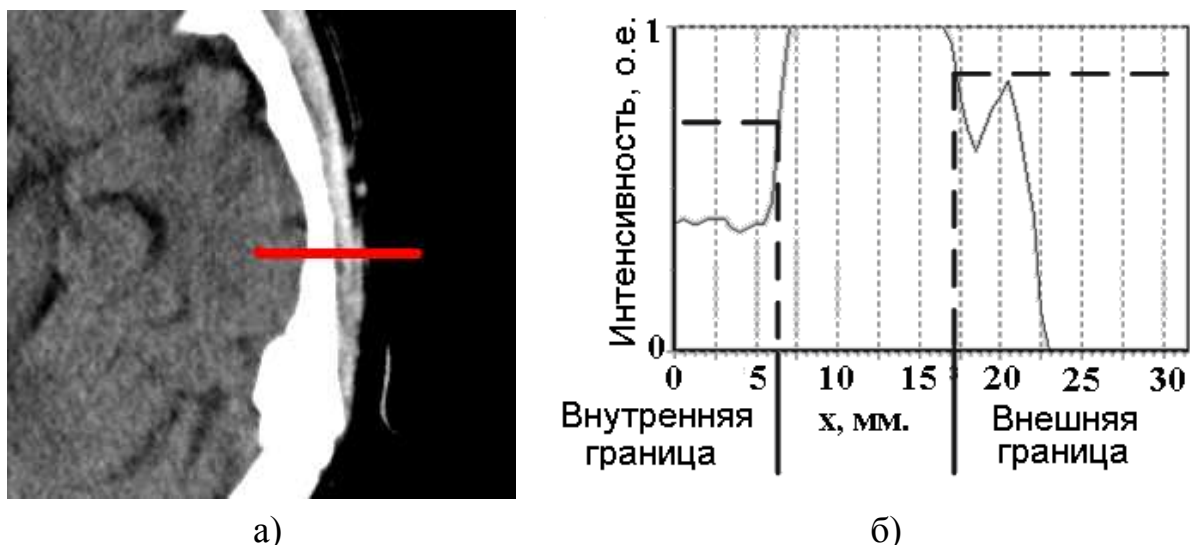 Интенсивность, о.е.
1
0
0 5 10 15 20 25 30
Внутренняя
граница
х, мм.
Внешняя
граница
а)
б)